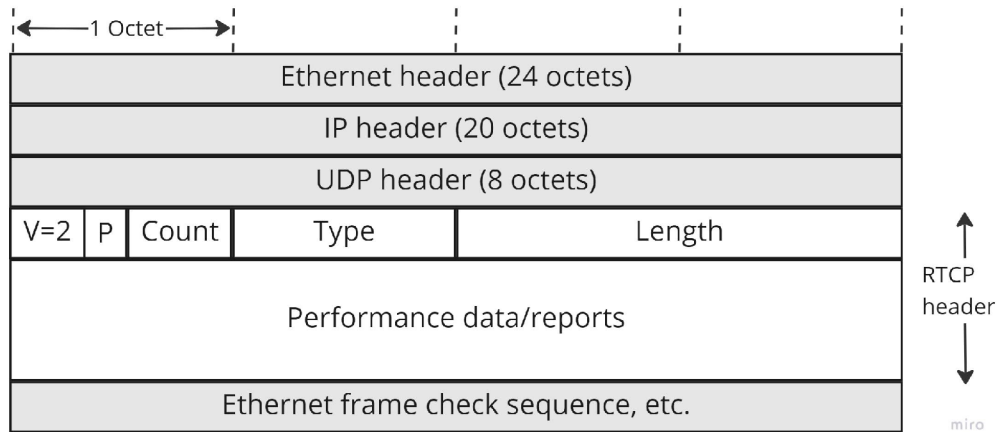 1 Octet
Ethernet header (24 octets)
IP header (20 octets)
UDP header (8 octets)
V=2 P Count Type Length
RTCP
header
Performance data/reports
Ethernet frame check sequence, etc.
miro